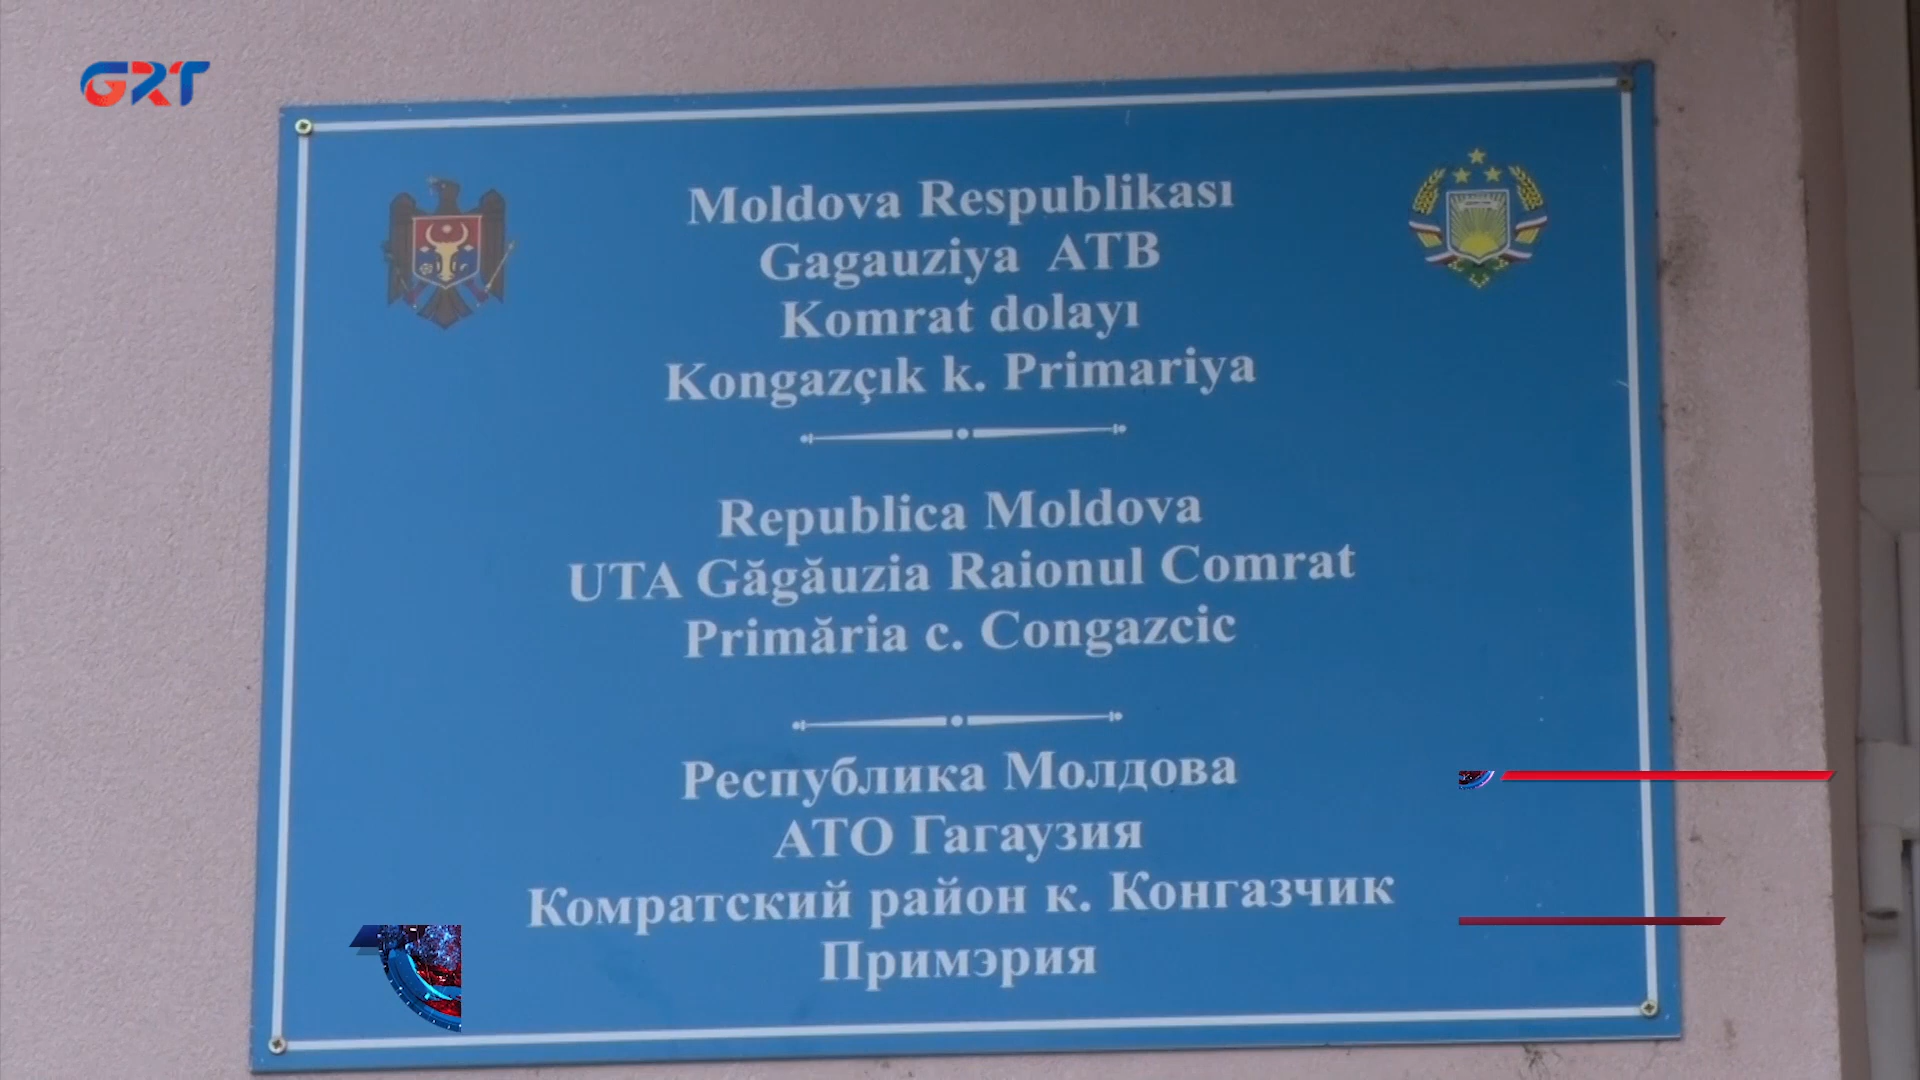 GRT
Moldova Respublikası
Gagauziya ATB
Komrat dolayı
Kongazçık k. Primariya
Republica Moldova
UTA Găgăuzia Raionul Comrat
Primăria c. Congazcic
Республика Молдова
АТО Гагаузия
Комратский район к. Конгазчик
Примэрия